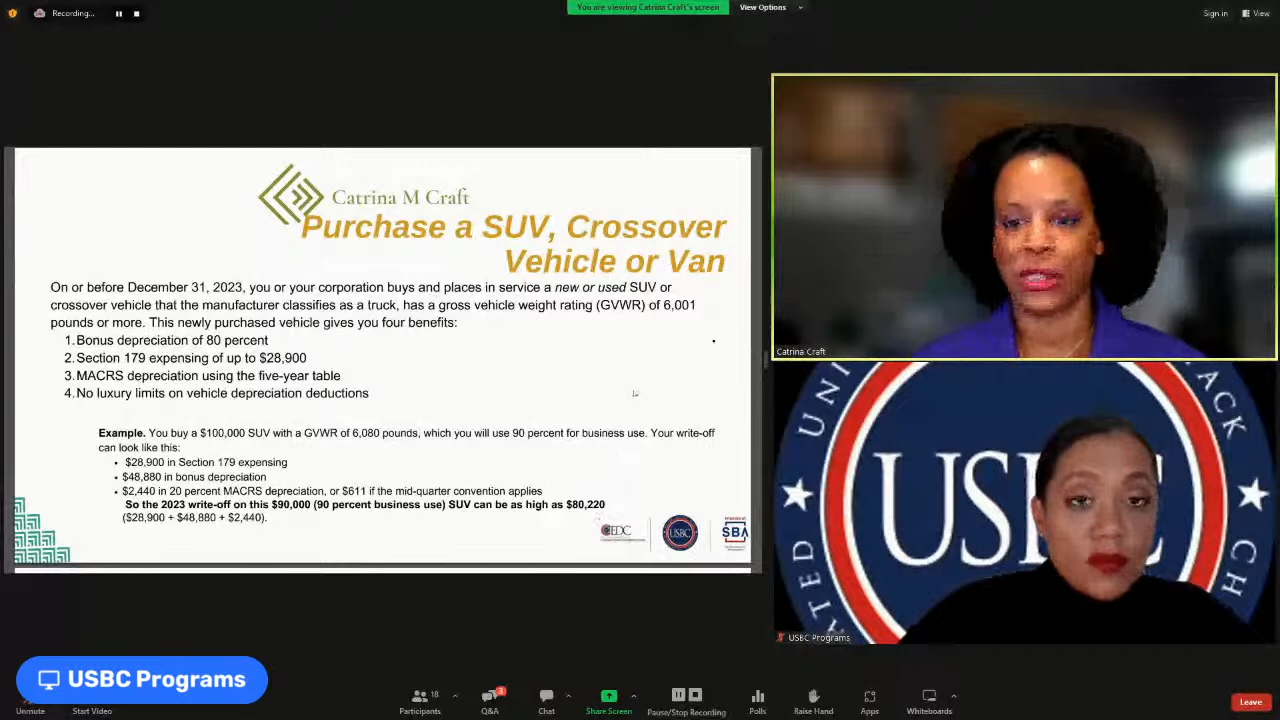 Recording...
You are viewing Catrina Craft's screen
View Options
Sign in
View
Catrina M Craft
Purchase a SUV, Crossover
Vehicle or Van
On or before December 31, 2023, you or your corporation buys and places in service a new or used SUV or
crossover vehicle that the manufacturer classifies as a truck, has a gross vehicle weight rating (GVWR) of 6,001
pounds or more. This newly purchased vehicle gives you four benefits:
1. Bonus depreciation of 80 percent
2. Section 179 expensing of up to $28,900
3. MACRS depreciation using the five-year table
4. No luxury limits on vehicle depreciation deductions
Example. You buy a $100,000 SUV with a GVWR of 6,080 pounds, which you will use 90 percent for business use. Your write-off
can look like this:
• $28,900 in Section 179 expensing
• $48,880 in bonus depreciation
• $2,440 in 20 percent MACRS depreciation, or $611 if the mid-quarter convention applies
So the 2023 write-off on this $90,000 (90 percent business use) SUV can be as high as $80,220
($28,900 + $48,880 + $2,440).
EDC
USBC
SBA
Catrina Craft
UNI
ACK
CH
ATED
USBC
USBC Programs
USBC Programs
Unmute
Start Video
Participants
18
Q&A
3
Chat
Share Screen
Pause/Stop Recording
Polls
Raise Hand
Apps
Whiteboards
Leave